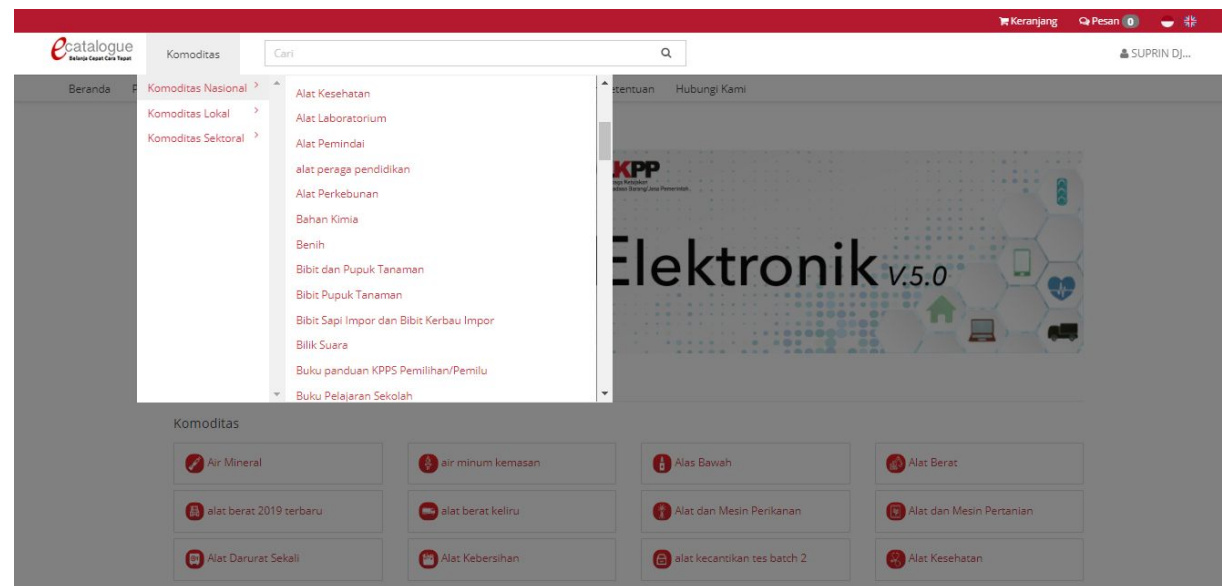 Keranjang Pesan 0
ecatalogue
Belanja Cepat Cara Tepat
Komoditas
Cari
SUPRIN DJ...
Beranda P
etentuan Hubungi Kami
Komoditas Nasional
Komoditas Lokal
Komoditas Sektoral
Alat Kesehatan
Alat Laboratorium
Alat Pemindai
alat peraga pendidikan
Alat Perkebunan
Bahan Kimia
Benih
Bibit dan Pupuk Tanaman
Bibit Pupuk Tanaman
Bibit Sapi Impor dan Bibit Kerbau Impor
Bilik Suara
Buku panduan KPPS Pemilihan/Pemilu
Buku Pelajaran Sekolah
KPP
Elektronik V.5.0
Komoditas
Air Mineral
air minum kemasan
Alas Bawah
Alat Berat
alat berat 2019 terbaru
alat berat keliru
Alat dan Mesin Perikanan
Alat dan Mesin Pertanian
Alat Darurat Sekali
Alat Kebersihan
alat kecantikan tes batch 2
Alat Kesehatan